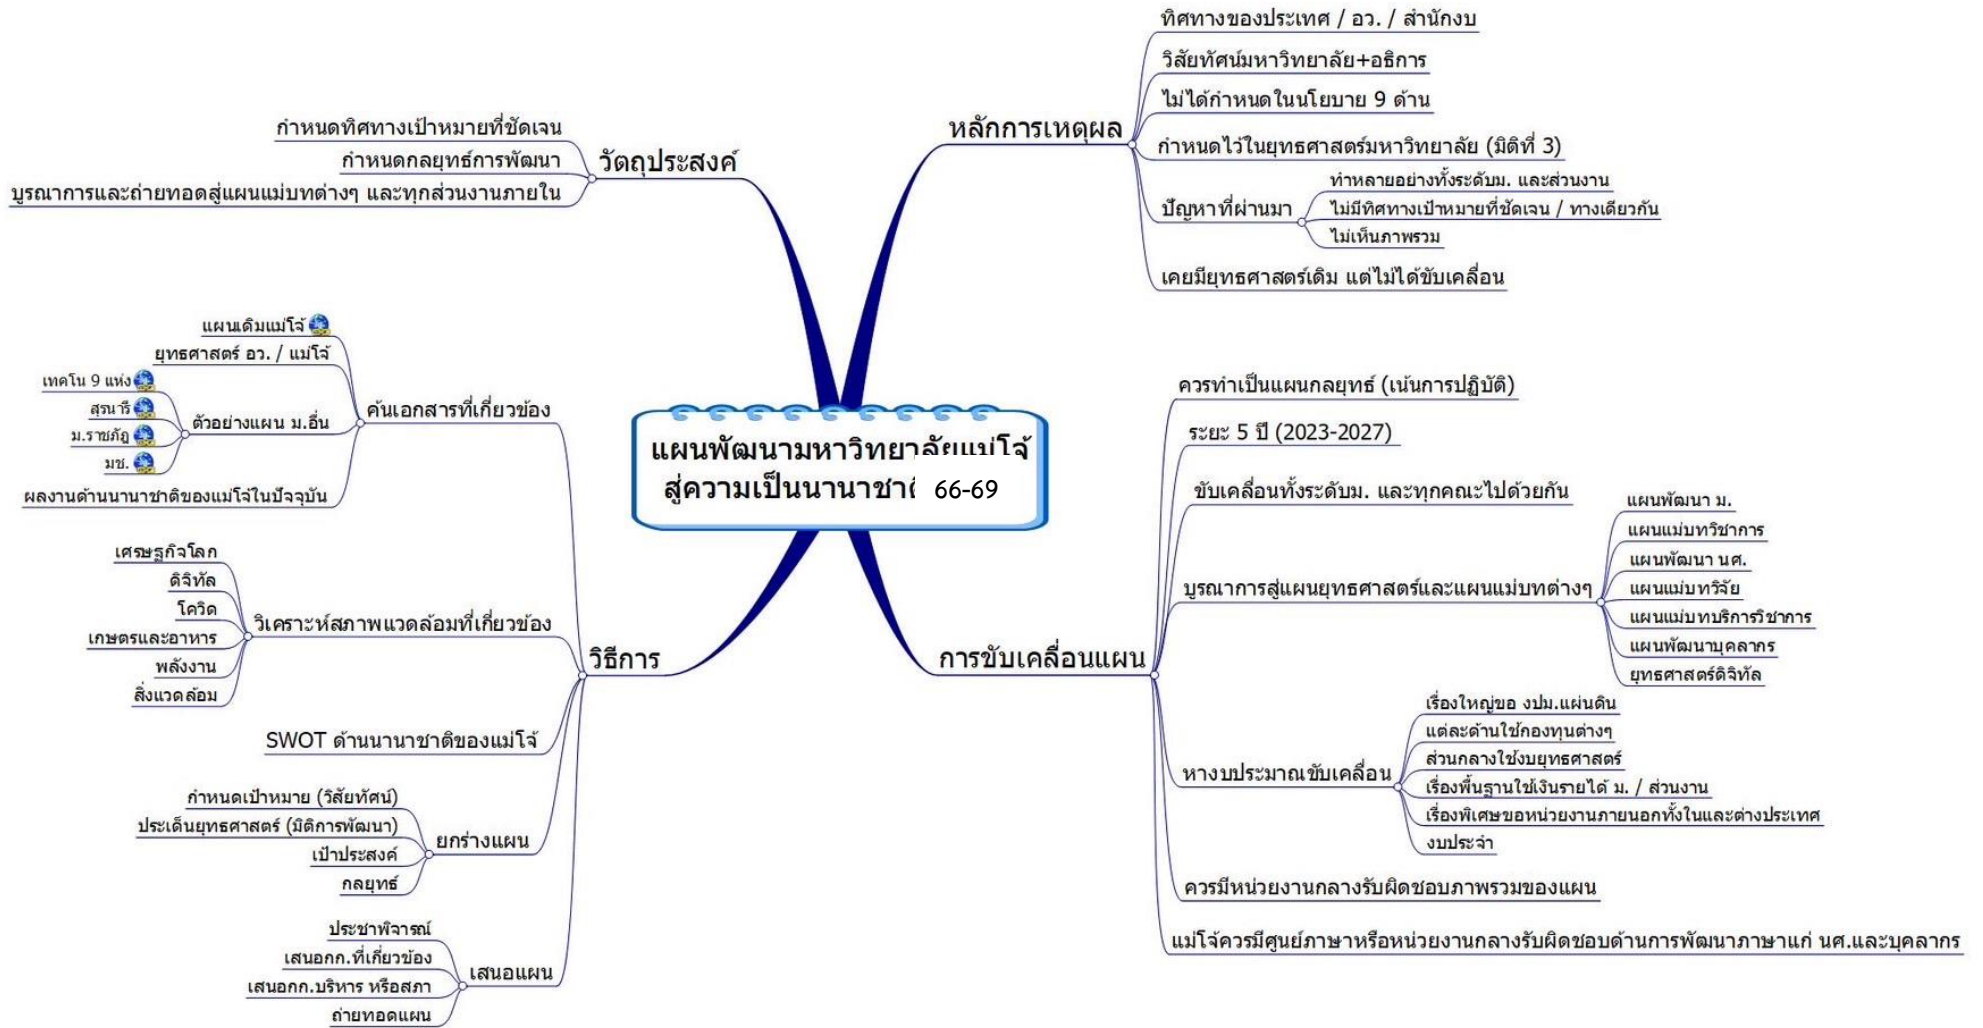 แผนพัฒนามหาวิทยาลัยแม่โจ้
สู่ความเป็นนานาชาติ 66-69
หลักการเหตุผล
ทิศทางของประเทศ / อว. / สำนักงบ
วิสัยทัศน์มหาวิทยาลัย+อธิการ
ไม่ได้กำหนดในนโยบาย 9 ด้าน
กำหนดไว้ในยุทธศาสตร์มหาวิทยาลัย (มิติที่ 3)
ปัญหาที่ผ่านมา
ทำหลายอย่างทั้งระดับม. และส่วนงาน
ไม่มีทิศทางเป้าหมายที่ชัดเจน / ทางเดียวกัน
ไม่เห็นภาพรวม
เคยมียุทธศาสตร์เดิม แต่ไม่ได้ขับเคลื่อน
วัตถุประสงค์
กำหนดทิศทางเป้าหมายที่ชัดเจน
กำหนดกลยุทธ์การพัฒนา
บูรณาการและถ่ายทอดสู่แผนแม่บทต่างๆ และทุกส่วนงานภายใน
วิธีการ
ค้นเอกสารที่เกี่ยวข้อง
แผนเดิมแม่โจ้
ยุทธศาสตร์ อว. / แม่โจ้
ตัวอย่างแผน ม.อื่น
เทคโน 9 แห่ง
สุรนารี
ม.ราชภัฏ
มช.
ผลงานด้านนานาชาติของแม่โจ้ในปัจจุบัน
วิเคราะห์สภาพแวดล้อมที่เกี่ยวข้อง
เศรษฐกิจโลก
ดิจิทัล
โควิด
เกษตรและอาหาร
พลังงาน
สิ่งแวดล้อม
SWOT ด้านนานาชาติของแม่โจ้
ยกร่างแผน
กำหนดเป้าหมาย (วิสัยทัศน์)
ประเด็นยุทธศาสตร์ (มิติการพัฒนา)
เป้าประสงค์
กลยุทธ์
เสนอแผน
ประชาพิจารณ์
เสนอกก.ที่เกี่ยวข้อง
เสนอกก.บริหาร หรือสภา
ถ่ายทอดแผน
การขับเคลื่อนแผน
ควรทำเป็นแผนกลยุทธ์ (เน้นการปฏิบัติ)
ระยะ 5 ปี (2023-2027)
ขับเคลื่อนทั้งระดับม. และทุกคณะไปด้วยกัน
บูรณาการสู่แผนยุทธศาสตร์และแผนแม่บทต่างๆ
แผนพัฒนา ม.
แผนแม่บทวิชาการ
แผนพัฒนา นศ.
แผนแม่บทวิจัย
แผนแม่บทบริการวิชาการ
แผนพัฒนาบุคลากร
ยุทธศาสตร์ดิจิทัล
หางบประมาณขับเคลื่อน
เรื่องใหญ่ขอ งปม.แผ่นดิน
แต่ละด้านใช้กองทุนต่างๆ
ส่วนกลางใช้งบยุทธศาสตร์
เรื่องพื้นฐานใช้เงินรายได้ ม. / ส่วนงาน
เรื่องพิเศษขอหน่วยงานภายนอกทั้งในและต่างประเทศ
งบประจำ
ควรมีหน่วยงานกลางรับผิดชอบภาพรวมของแผน
แม่โจ้ควรมีศูนย์ภาษาหรือหน่วยงานกลางรับผิดชอบด้านการพัฒนาภาษาแก่ นศ.และบุคลากร